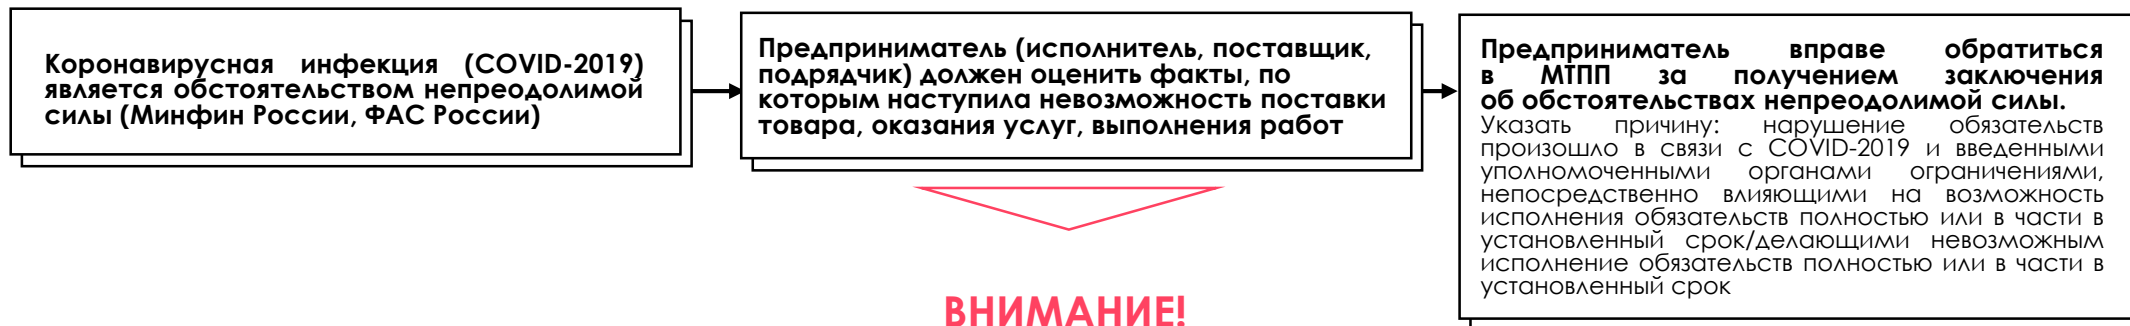 Коронавирусная инфекция (COVID-2019)
является обстоятельством непреодолимой
силы (Минфин России, ФАС России)
Предприниматель (исполнитель, поставщик,
подрядчик) должен оценить факты, по
которым наступила невозможность поставки
товара, оказания услуг, выполнения работ
Предприниматель вправе обратиться
в МТПП за получением заключения
об обстоятельствах непреодолимой силы.
Указать причину: нарушение обязательств
произошло в связи с COVID-2019 и введенными
уполномоченными органами ограничениями,
непосредственно влияющими на возможность
исполнения обязательств полностью или в части в
установленный срок/делающими невозможным
исполнение обязательств полностью или в части в
установленный срок
ВНИМАНИЕ!